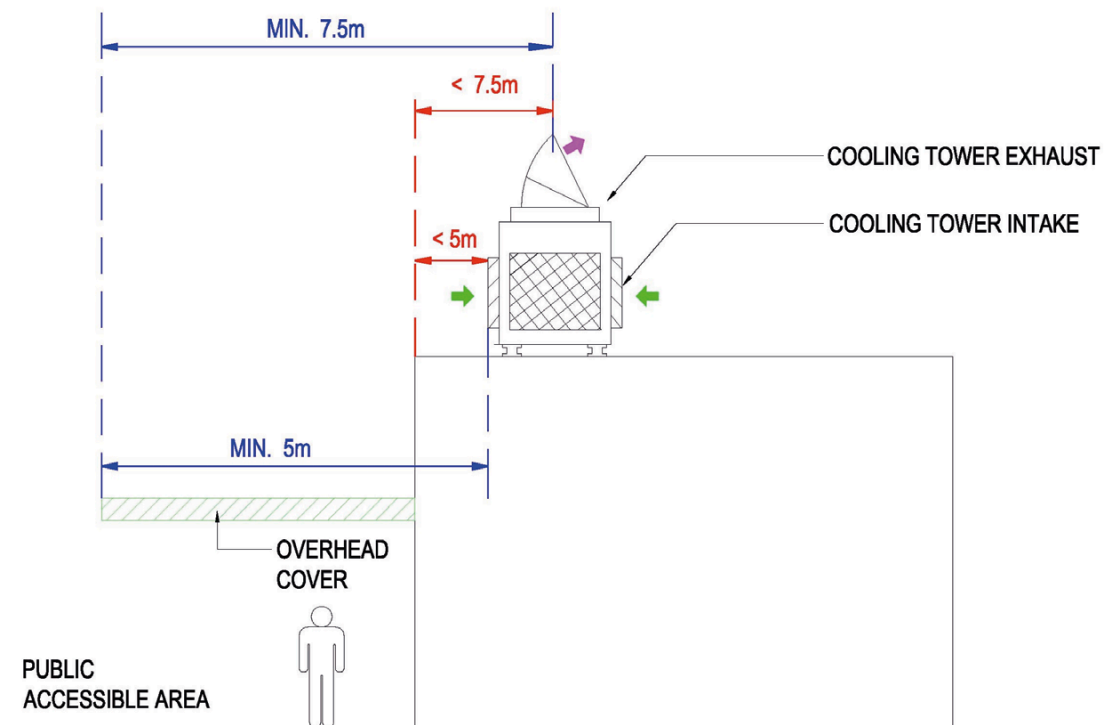 MIN. 7.5m
< 7.5m
COOLING TOWER EXHAUST
COOLING TOWER INTAKE
< 5m
MIN. 5m
OVERHEAD
COVER
PUBLIC
ACCESSIBLE AREA